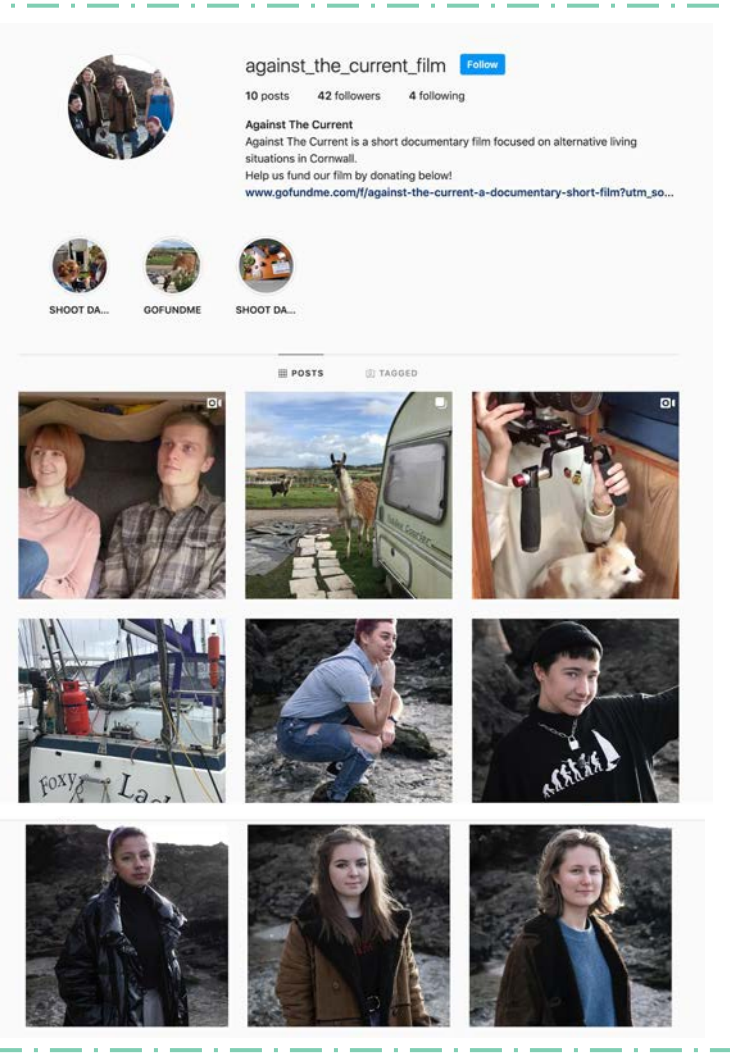 against_the_current_film Follow
10 posts 42 followers 4 following
Against The Current
Against The Current is a short documentary film focused on alternative living
situations in Cornwall.
Help us fund our film by donating below!
www.gofundme.com/f/against-the-current-a-documentary-short-film?utm_so...
SHOOT DA... GOFUNDME SHOOT DA...
POSTS TAGGED
Foxy Lad